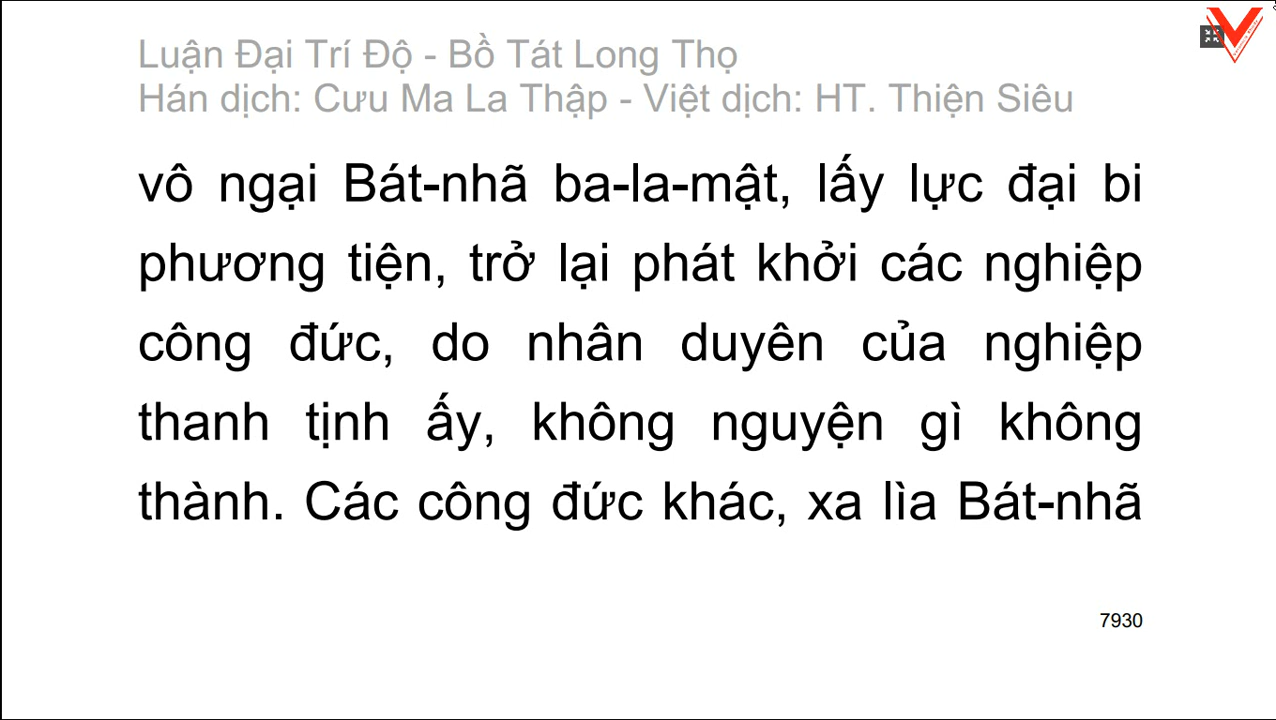 Luận Đại Trí Độ - Bồ Tát Long Thọ
Hán dịch: Cưu Ma La Thập - Việt dịch: HT. Thiện Siêu
vô ngại Bát-nhã ba-la-mật, lấy lực đại bi
phương tiện, trở lại phát khởi các nghiệp
công đức, do nhân duyên của nghiệp
thanh tịnh ấy, không nguyện gì không
thành. Các công đức khác, xa lìa Bát-nhã
7930